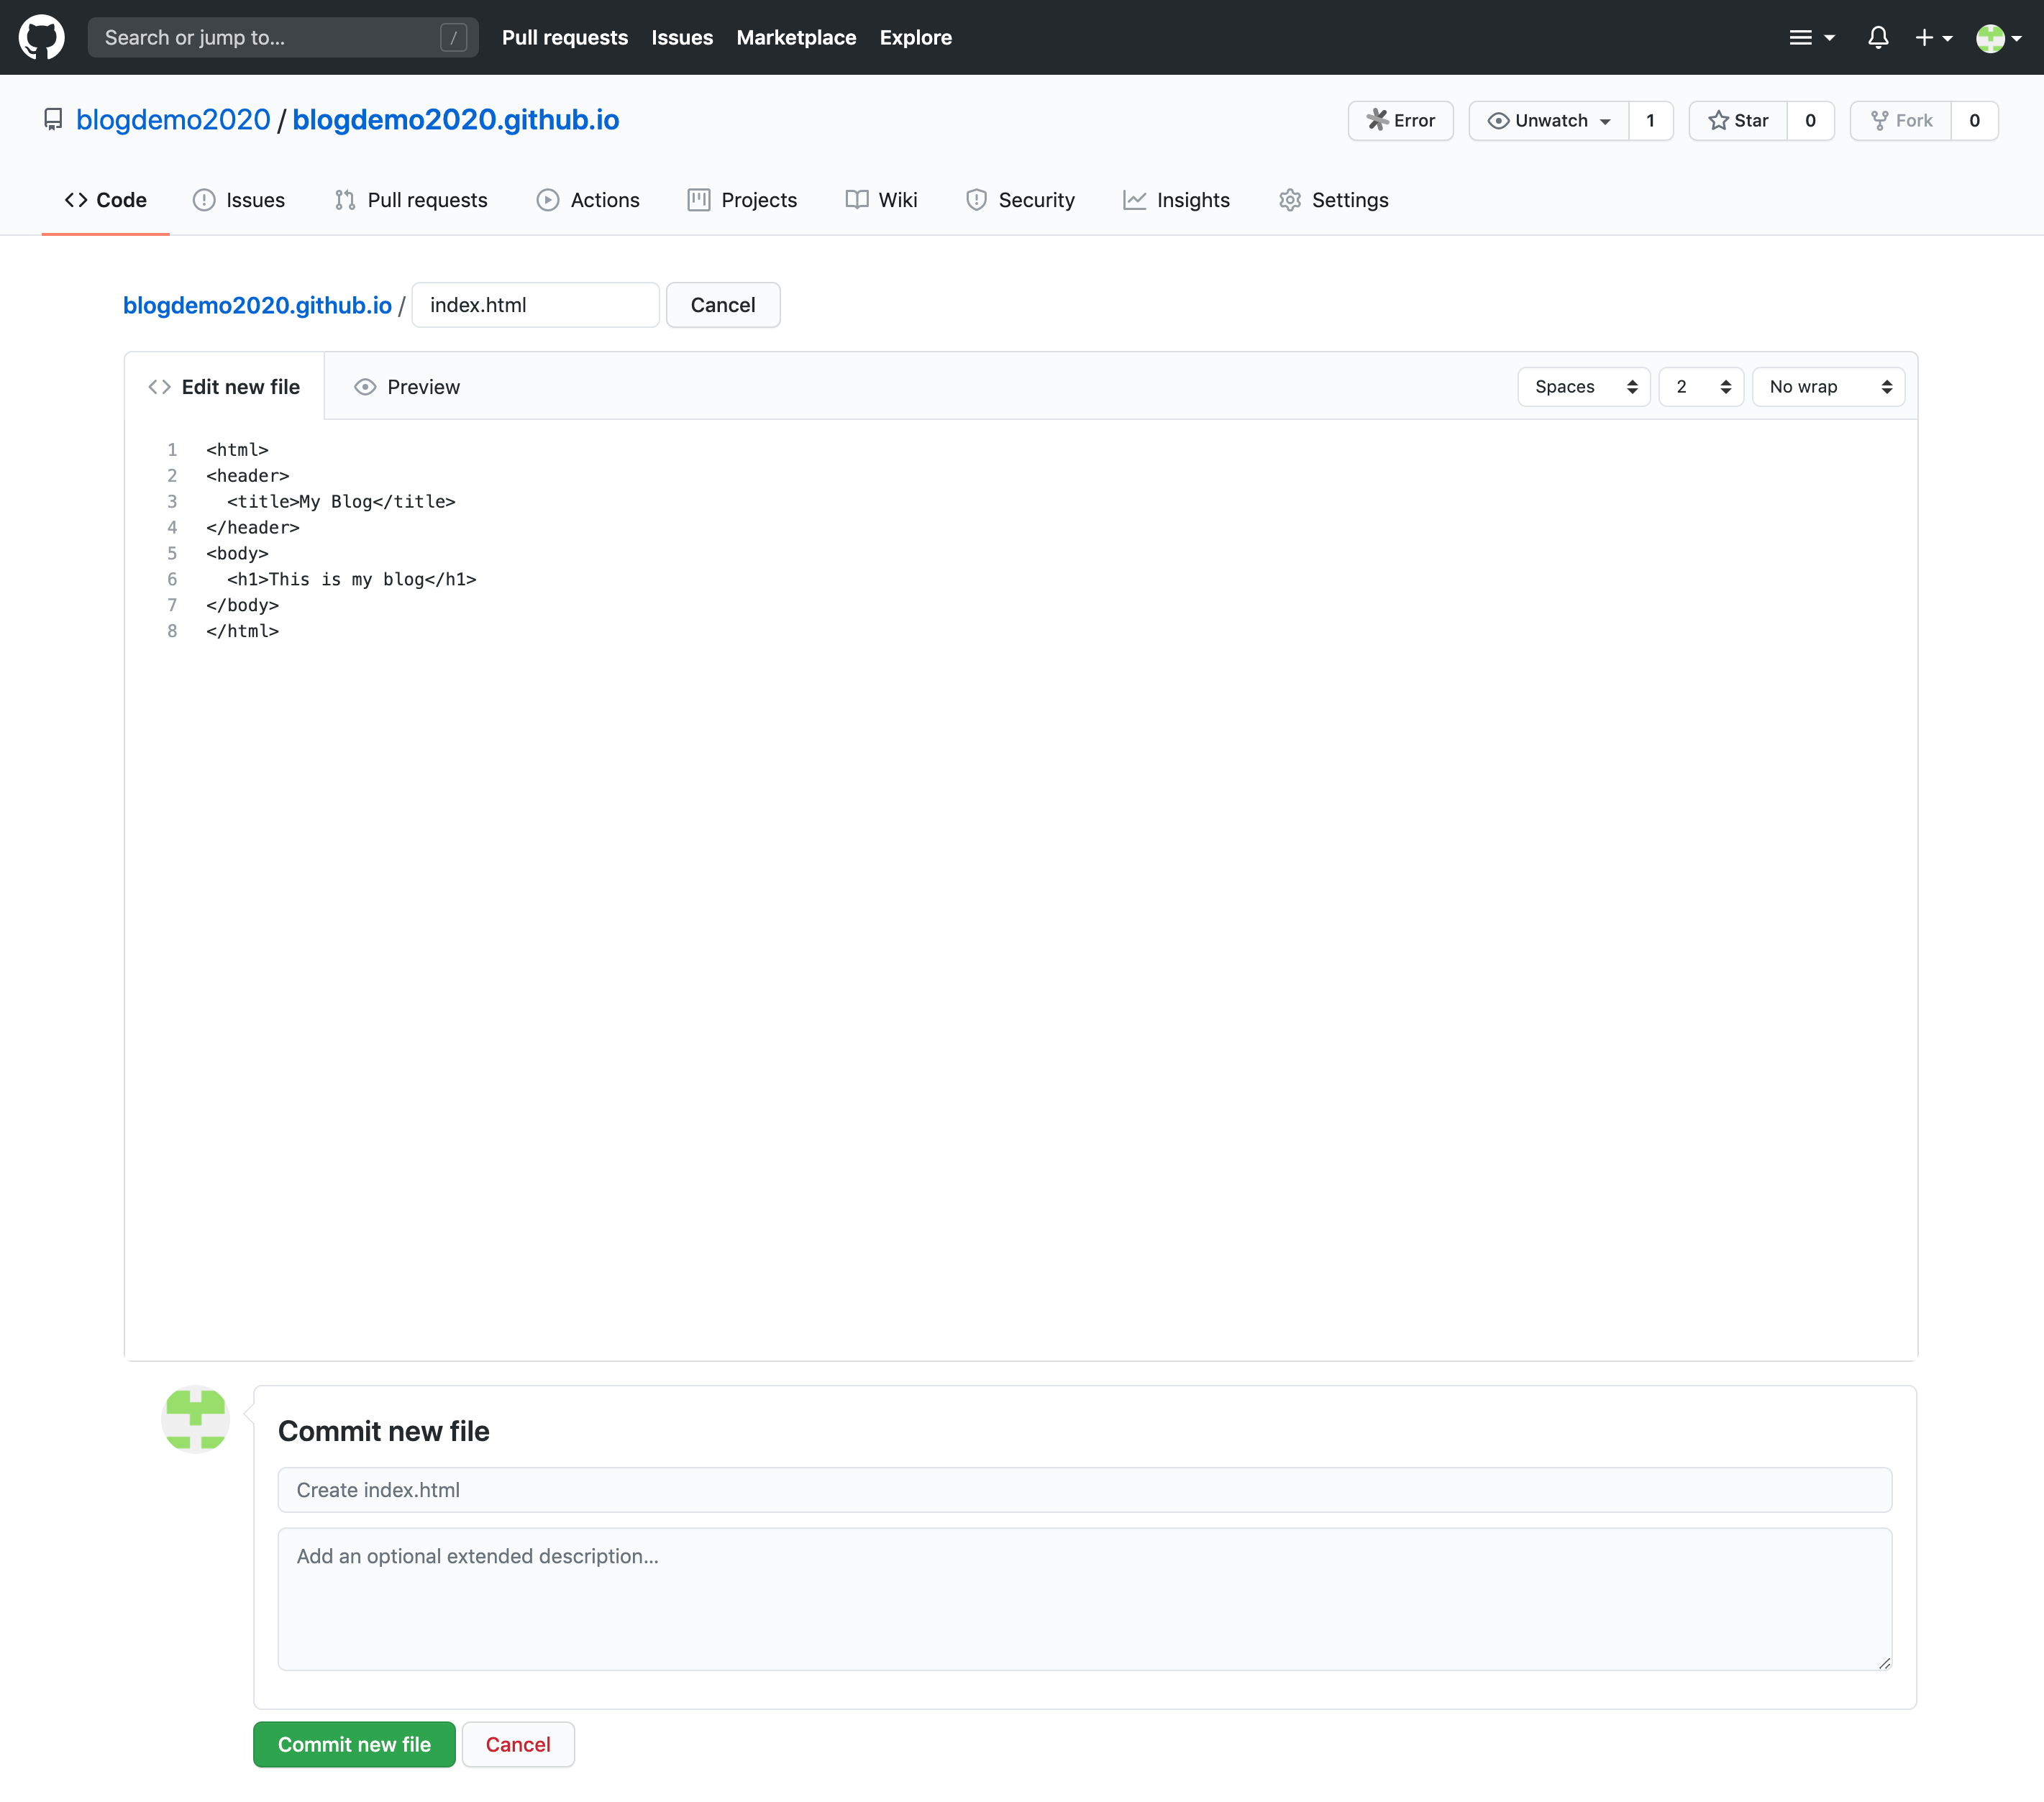 Search or jump to... / Pull requests Issues Marketplace Explore
blogdemo2020 / blogdemo2020.github.io Error Unwatch 1 Star 0 Fork 0
Code Issues Pull requests Actions Projects Wiki Security Insights Settings
blogdemo2020.github.io / index.html Cancel
Edit new file Preview Spaces 2 No wrap
1 <html>
2 <header>
3   <title>My Blog</title>
4 </header>
5 <body>
6   <h1>This is my blog</h1>
7 </body>
8 </html>
Commit new file
Create index.html
Add an optional extended description...
Commit new file Cancel